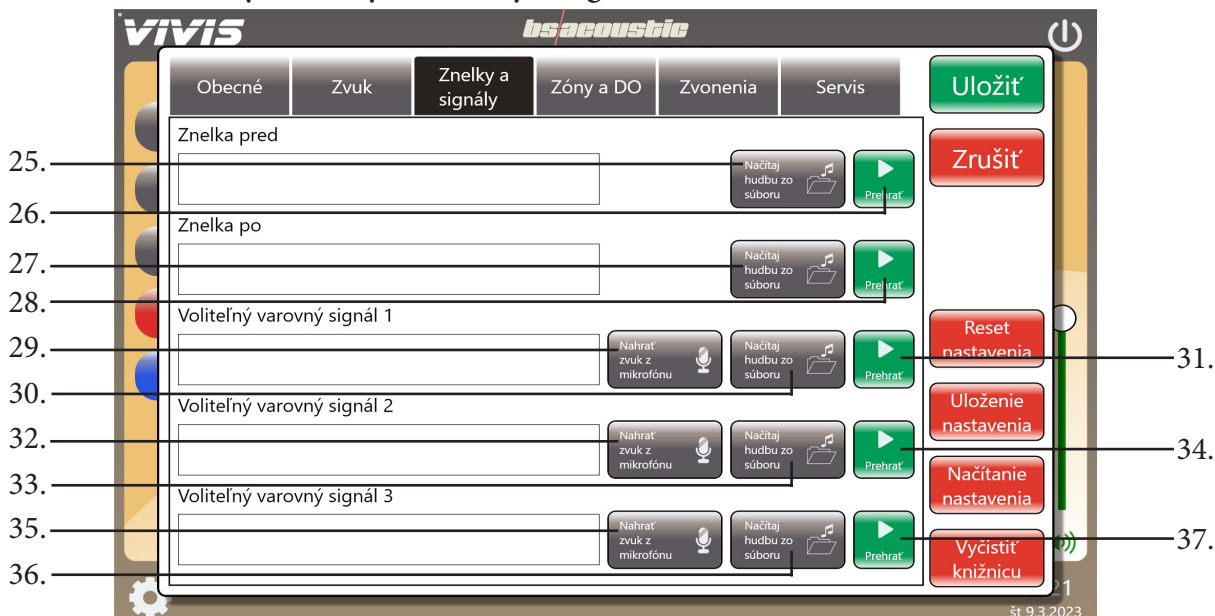 VIVIS
bsacoustic
Obecné
Zvuk
Znelky a
signály
Zóny a DO
Zvonenia
Servis
Uložiť
Zrušiť
Znelka pred
25.
Načítaj
hudbu zo
súboru
Prehrať
26.
Znelka po
27.
Načítaj
hudbu zo
súboru
Prehrať
28.
Voliteľný varovný signál 1
29.
Nahrať
zvuk z
mikrofónu
Načítaj
hudbu zo
súboru
Prehrať
Reset
nastavenia
31.
30.
Voliteľný varovný signál 2
Uloženie
nastavenia
32.
Nahrať
zvuk z
mikrofónu
Načítaj
hudbu zo
súboru
Prehrať
34.
33.
Načítanie
nastavenia
Voliteľný varovný signál 3
35.
Nahrať
zvuk z
mikrofónu
Načítaj
hudbu zo
súboru
Prehrať
37.
36.
Vyčistiť
knižnicu
21
št 9.3.2023